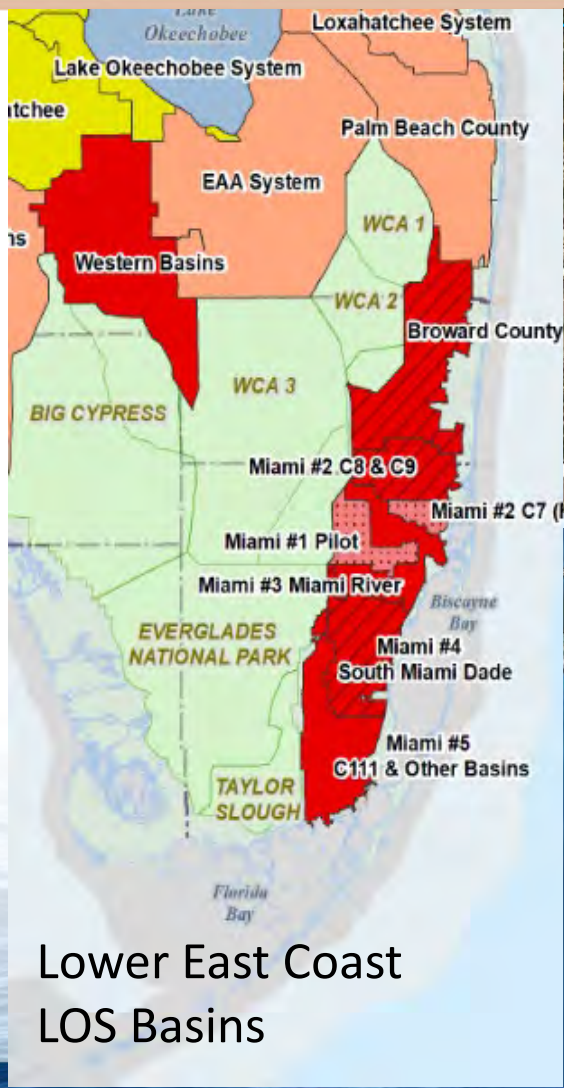 Lake
Okeechobee
Loxahatchee System
Lake Okeechobee System
atchee
Palm Beach County
EAA System
WCA 1
ns
Western Basins
WCA 2
Broward County
WCA 3
BIG CYPRESS
Miami #2 C8 & C9
Miami #2 C7 (
Miami #1 Pilot
Miami #3 Miami River
Biscayne
Bay
EVERGLADES
NATIONAL PARK
Miami #4
South Miami Dade
Miami #5
C111 & Other Basins
TAYLOR
SLOUGH
Florida
Bay
Lower East Coast
LOS Basins